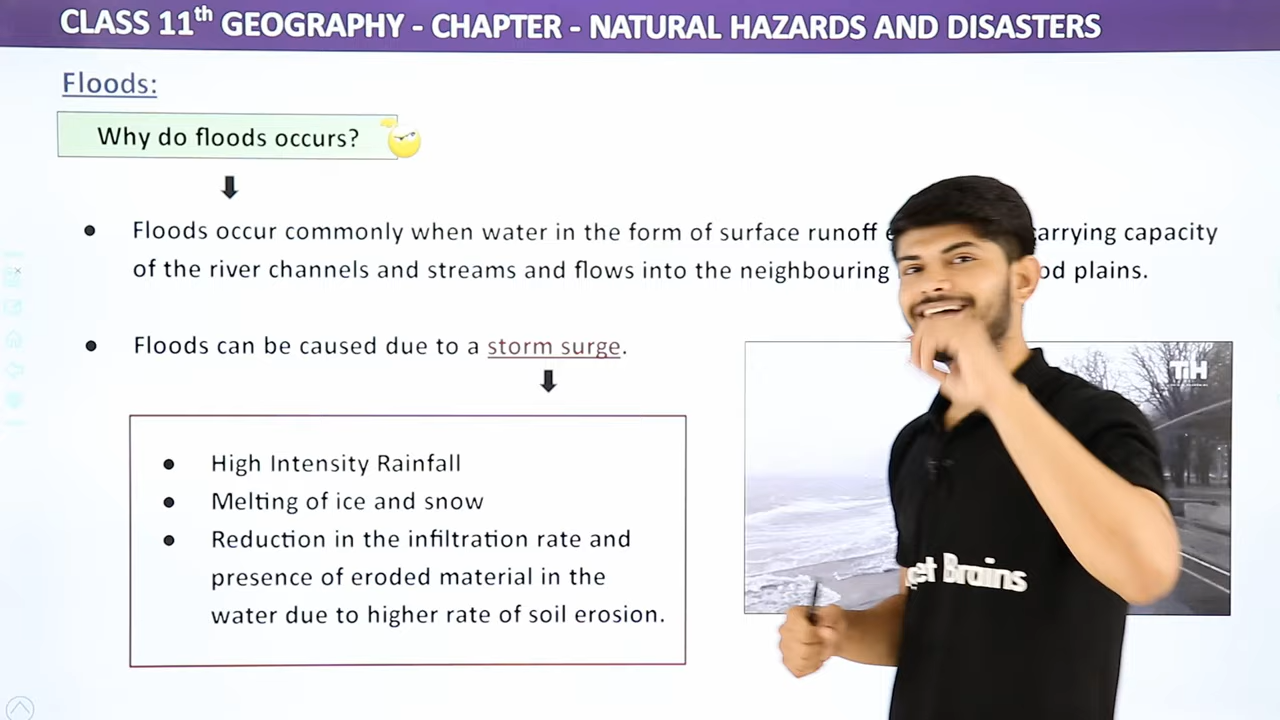 CLASS 11th GEOGRAPHY - CHAPTER - NATURAL HAZARDS AND DISASTERS
Floods:
Why do floods occurs?
Floods occur commonly when water in the form of surface runoff carrying capacity
of the river channels and streams and flows into the neighbouring plains.
Floods can be caused due to a storm surge.
TH
High Intensity Rainfall
Melting of ice and snow
Reduction in the infiltration rate and
presence of eroded material in the
water due to higher rate of soil erosion.
Brains